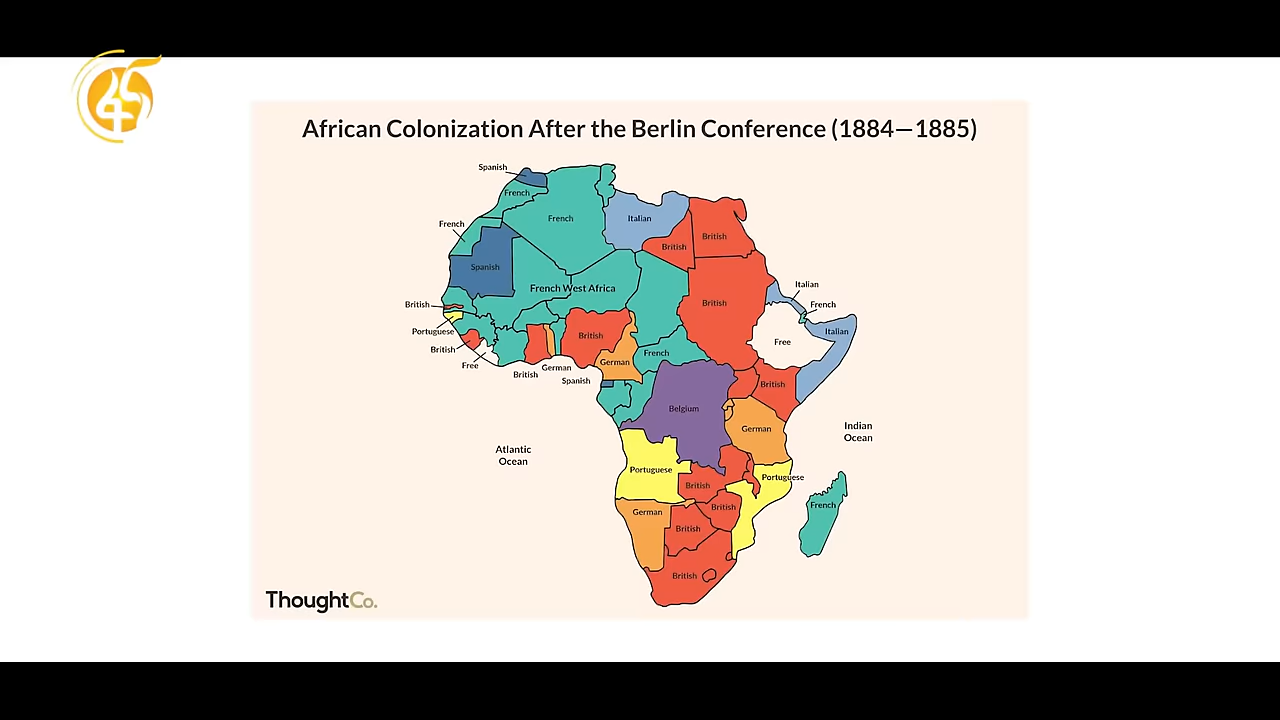 African Colonization After the Berlin Conference (1884—1885)
Spanish
French
French
Italian
French
British
British
Spanish
French West Africa
Italian
British
British
French
Portuguese
Italian
British
British
Free
French
Free
German
German
British
Spanish
British
Belgium
German
Indian
Ocean
Atlantic
Ocean
Portuguese
Portuguese
British
British
French
German
British
British
ThoughtCo.